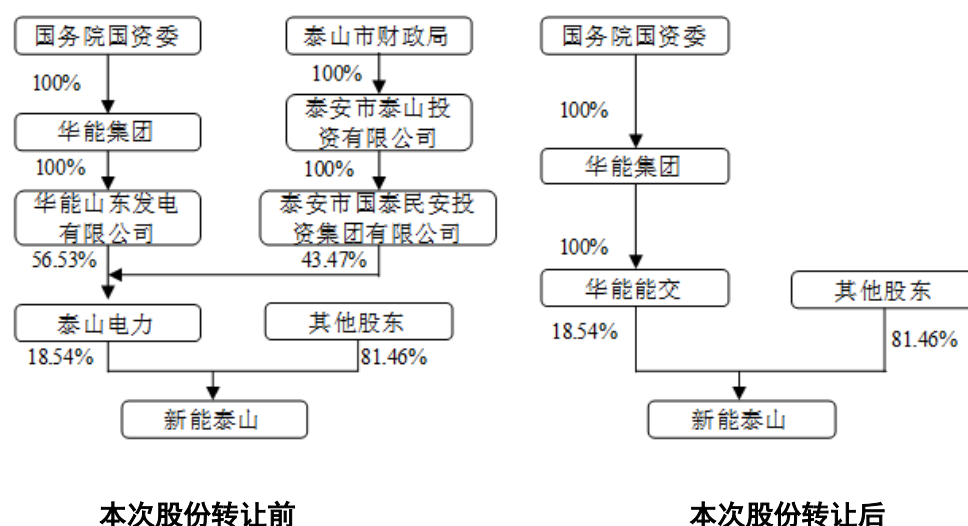 国务院国资委
泰山市财政局
100%
100%
华能集团
泰安市泰山投
资有限公司
100%
100%
华能山东发电
有限公司
泰安市国泰民安投
资集团有限公司
56.53%
43.47%
泰山电力
其他股东
18.54%
81.46%
新能泰山
本次股份转让前
国务院国资委
100%
华能集团
100%
华能能交
其他股东
18.54%
81.46%
新能泰山
本次股份转让后